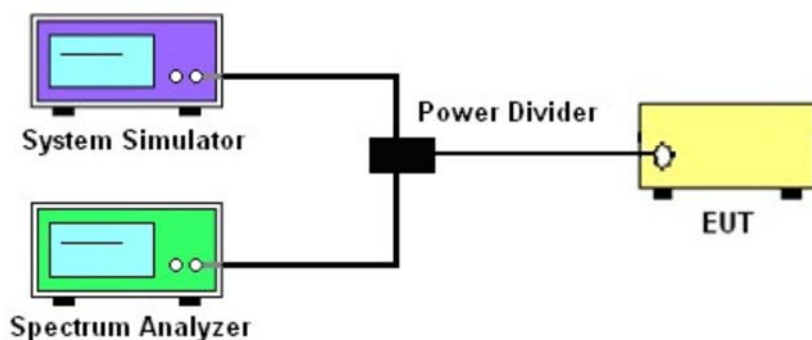 System Simulator
Power Divider
EUT
Spectrum Analyzer